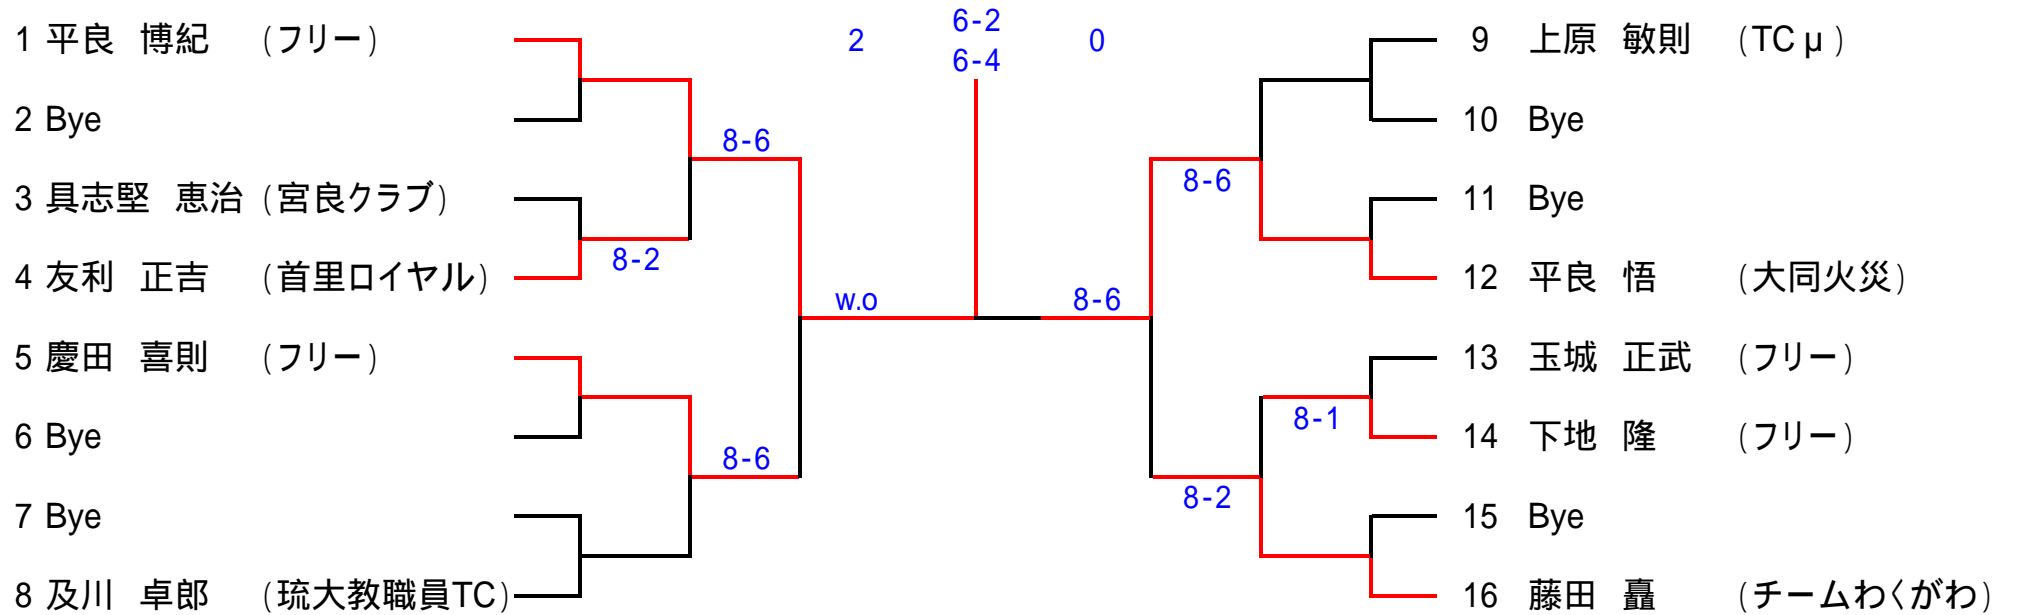 1 平良 博紀 (フリー)
2 Bye
3 具志堅 恵治 (宮良クラブ)
4 友利 正吉 (首里ロイヤル)
5 慶田 喜則 (フリー)
6 Bye
7 Bye
8 及川 卓郎 (琉大教職員TC)
8-6
8-2
8-6
w.o
2
6-2
6-4
0
8-6
8-6
8-1
8-2
9 上原 敏則 (TCμ)
10 Bye
11 Bye
12 平良 悟 (大同火災)
13 玉城 正武 (フリー)
14 下地 隆 (フリー)
15 Bye
16 藤田 矗 (チームわくがわ)